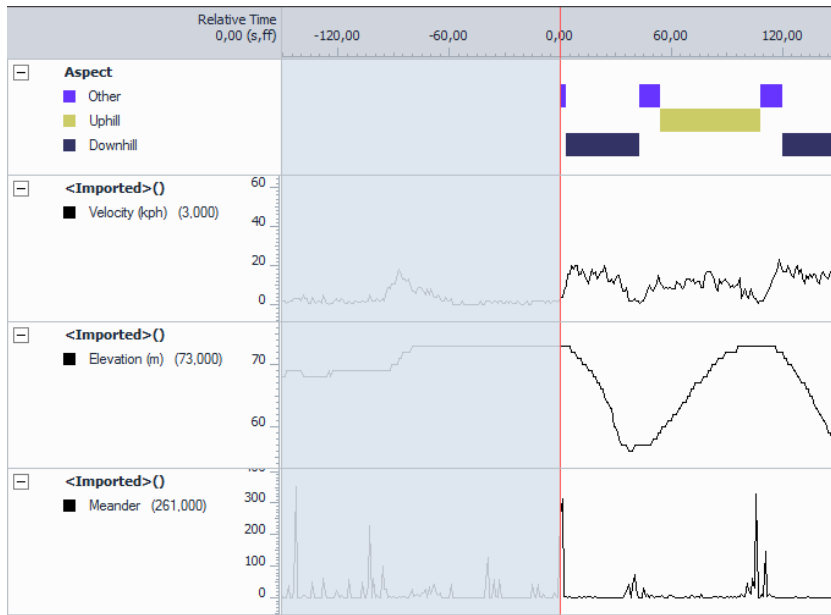 Relative Time
0,00 (s,ff)
-120,00 -60,00 0,00 60,00 120,00
Aspect
Other
Uphill
Downhill
<Imported>()
Velocity (kph) (3,000)
60
40
20
0
<Imported>()
Elevation (m) (73,000)
70
60
<Imported>()
Meander (261,000)
300
200
100
0